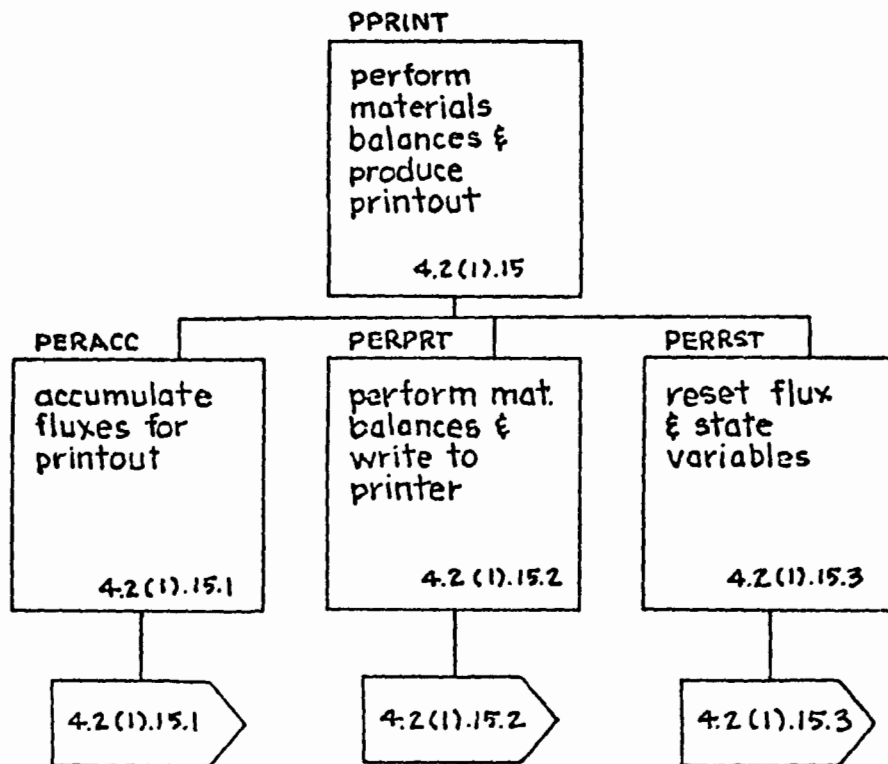 PPRINT
perform
materials
balances &
produce
printout
4.2(1).15
PERACC
accumulate
fluxes for
printout
4.2(1).15.1
PERPRT
perform mat.
balances &
write to
printer
4.2(1).15.2
PERRST
reset flux
& state
variables
4.2(1).15.3
4.2(1).15.1
4.2(1).15.2
4.2(1).15.3